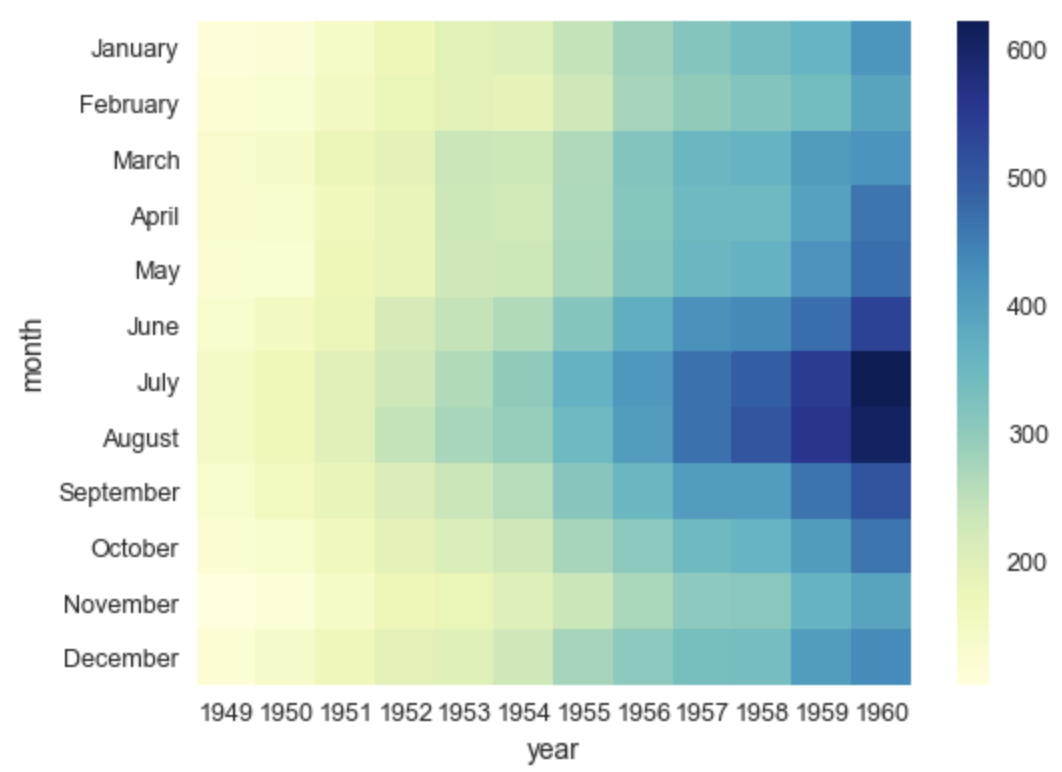 January
February
March
April
May
June
July
August
September
October
November
December
month
1949 1950 1951 1952 1953 1954 1955 1956 1957 1958 1959 1960
year
600
500
400
300
200